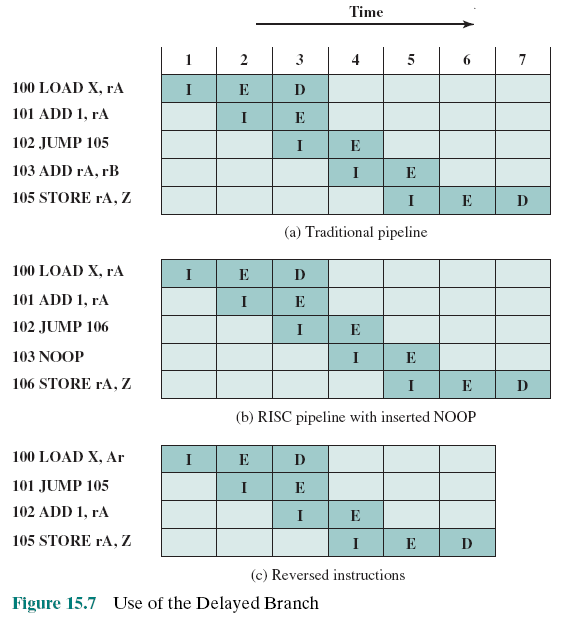 Time
1 2 3 4 5 6 7
100 LOAD X, rA I E D
101 ADD 1, rA I E
102 JUMP 105 I E
103 ADD rA, rB I E
105 STORE rA, Z I E D
(a) Traditional pipeline
100 LOAD X, rA I E D
101 ADD 1, rA I E
102 JUMP 106 I E
103 NOOP I E
106 STORE rA, Z I E D
(b) RISC pipeline with inserted NOOP
100 LOAD X, Ar I E D
101 JUMP 105 I E
102 ADD 1, rA I E
105 STORE rA, Z I E D
(c) Reversed instructions
Figure 15.7 Use of the Delayed Branch